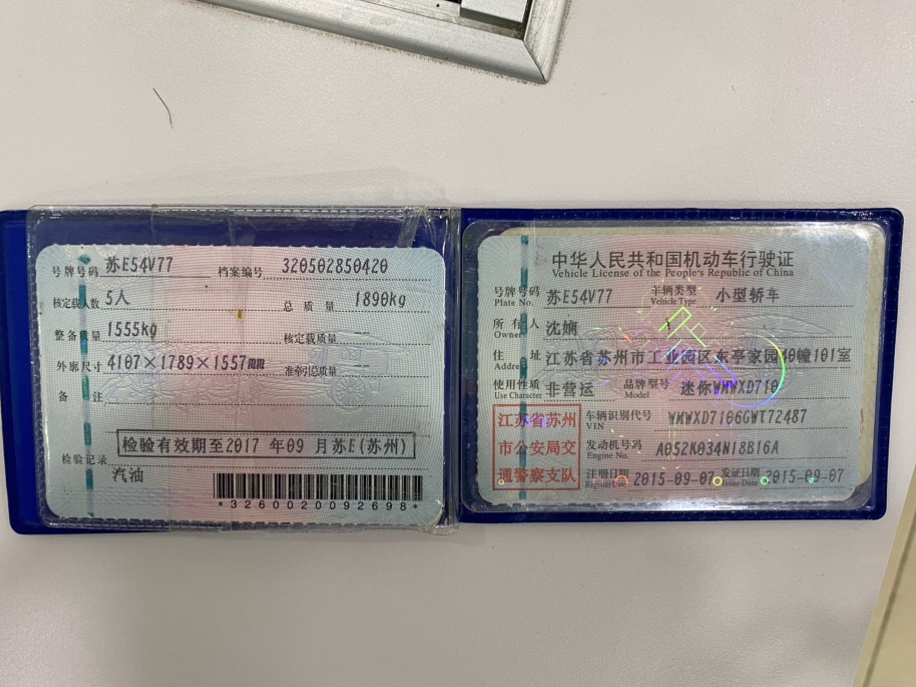 号牌号码 苏E54V77 档案编号 320502850420
核定载人数 5人 总质量 1890kg
整备质量 1555kg 核定载质量 --
外廓尺寸 4107×1789×1557mm 准牵引总质量 --
备注
检验有效期至2017 年09 月苏E(苏州)
检验记录
汽油
*3260020092698*
中华人民共和国机动车行驶证
Vehicle License of the People's Republic of China
号牌号码 苏E54V77 车辆类型 小型轿车
Plate No. Vehicle Type
所有人 沈娴
Owner
住址 江苏省苏州市工业园区东亭家园40幢101室
Address
使用性质 非营运 品牌型号 迷你WMWXD710
Use Character Model
江苏省苏州
市公安局交
通警察支队
车辆识别代号 WMWXD7106GWT72487
VIN
发动机号码 A052K034N18B16A
Engine No.
注册日期 2015-09-07 发证日期 2015-09-07
Register Date Issue Date